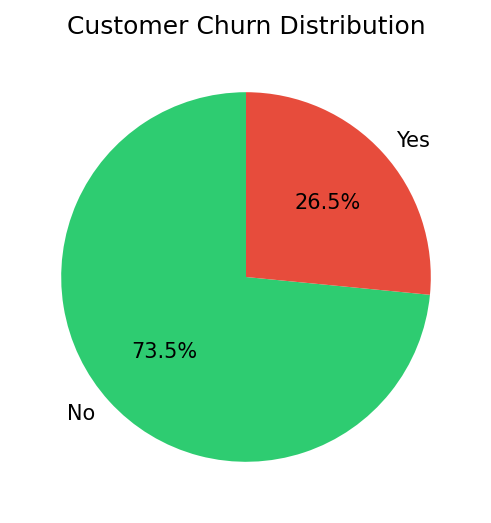 Customer Churn Distribution
Yes
26.5%
73.5%
No